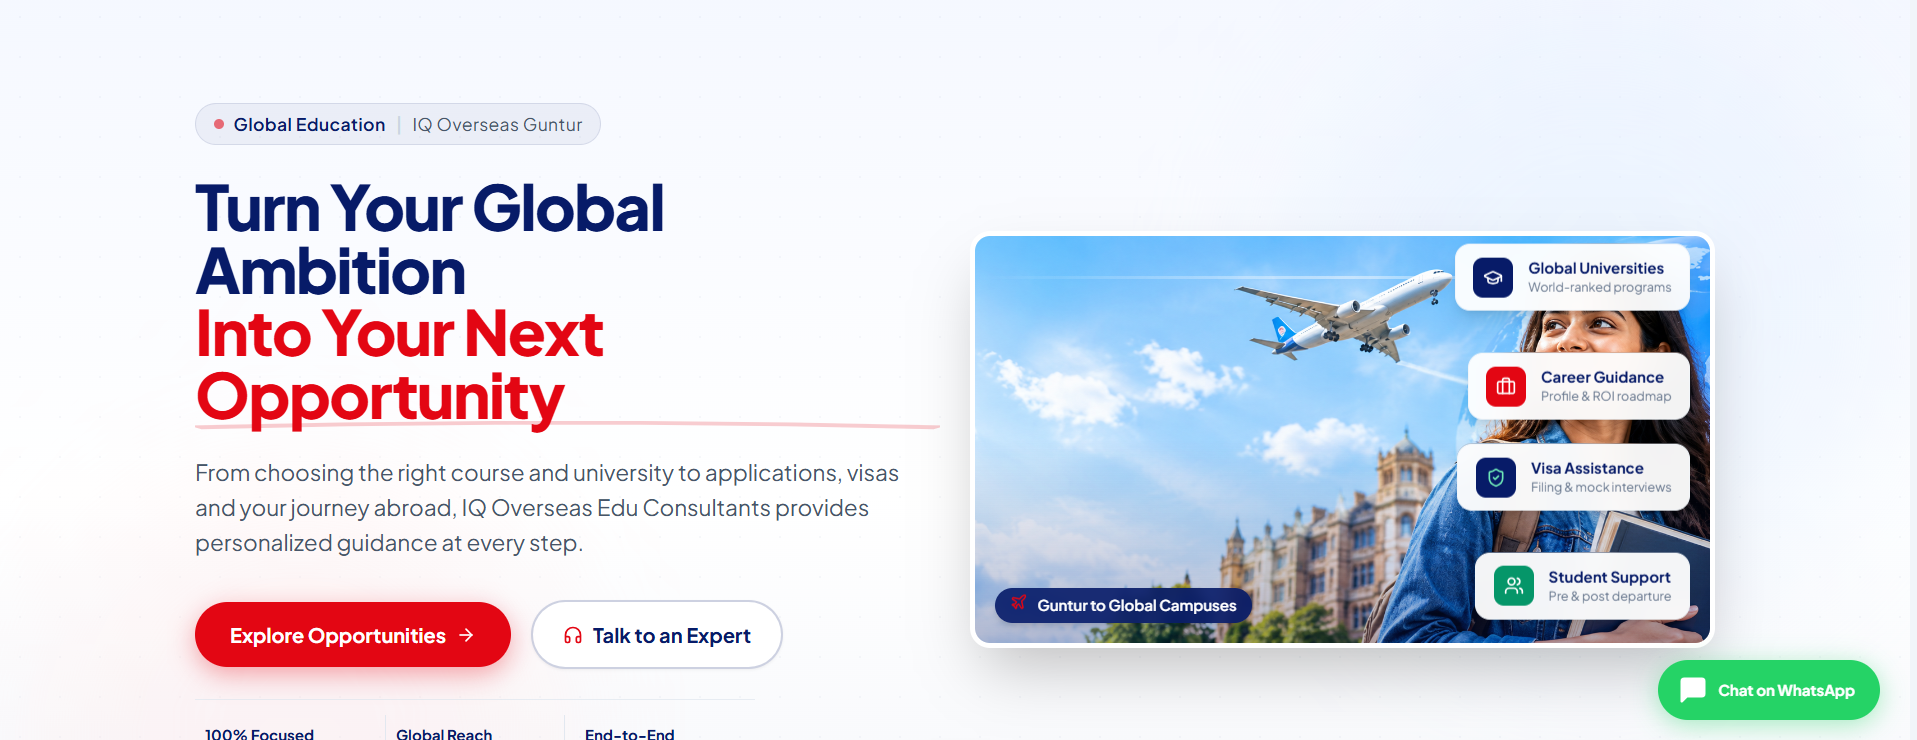 Global Education | IQ Overseas Guntur
Turn Your Global
Ambition
Into Your Next
Opportunity
From choosing the right course and university to applications, visas
and your journey abroad, IQ Overseas Edu Consultants provides
personalized guidance at every step.
Explore Opportunities →
Talk to an Expert
100% Focused
Global Reach
End-to-End
Global Universities
World-ranked programs
Career Guidance
Profile & ROI roadmap
Visa Assistance
Filing & mock interviews
Student Support
Pre & post departure
Guntur to Global Campuses
Chat on WhatsApp